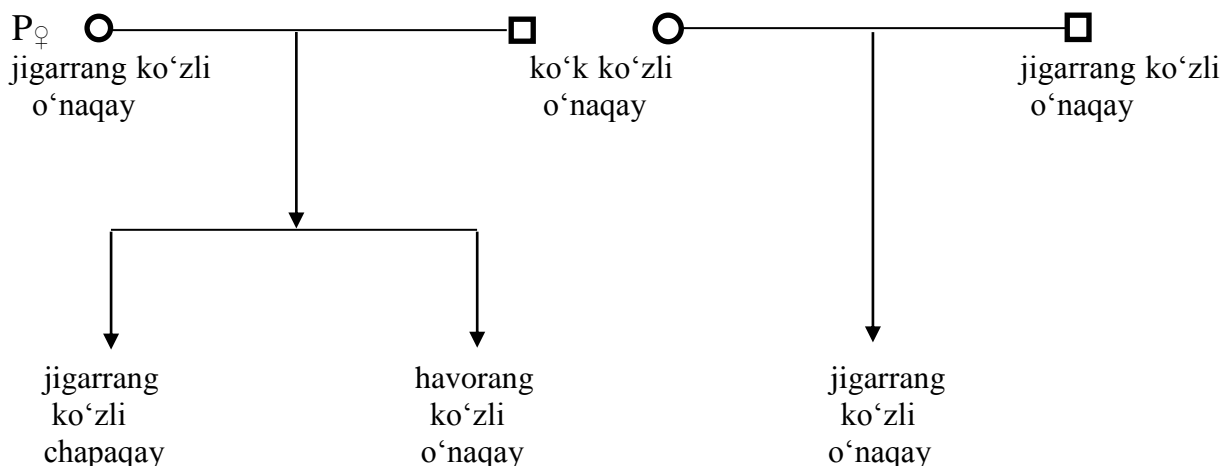 P♀
jigarrang ko‘zli
o‘naqay
ko‘k ko‘zli
o‘naqay
jigarrang ko‘zli
o‘naqay
jigarrang
ko‘zli
chapaqay
havorang
ko‘zli
o‘naqay
jigarrang
ko‘zli
o‘naqay